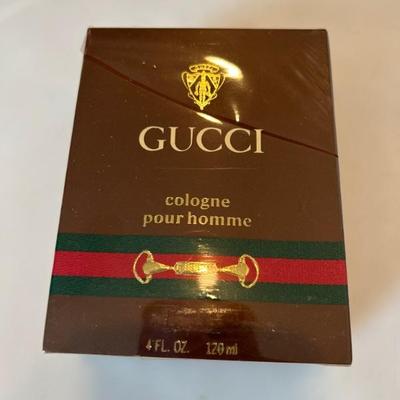 GUCCI
cologne
pour homme
4 FL. OZ. 120 ml